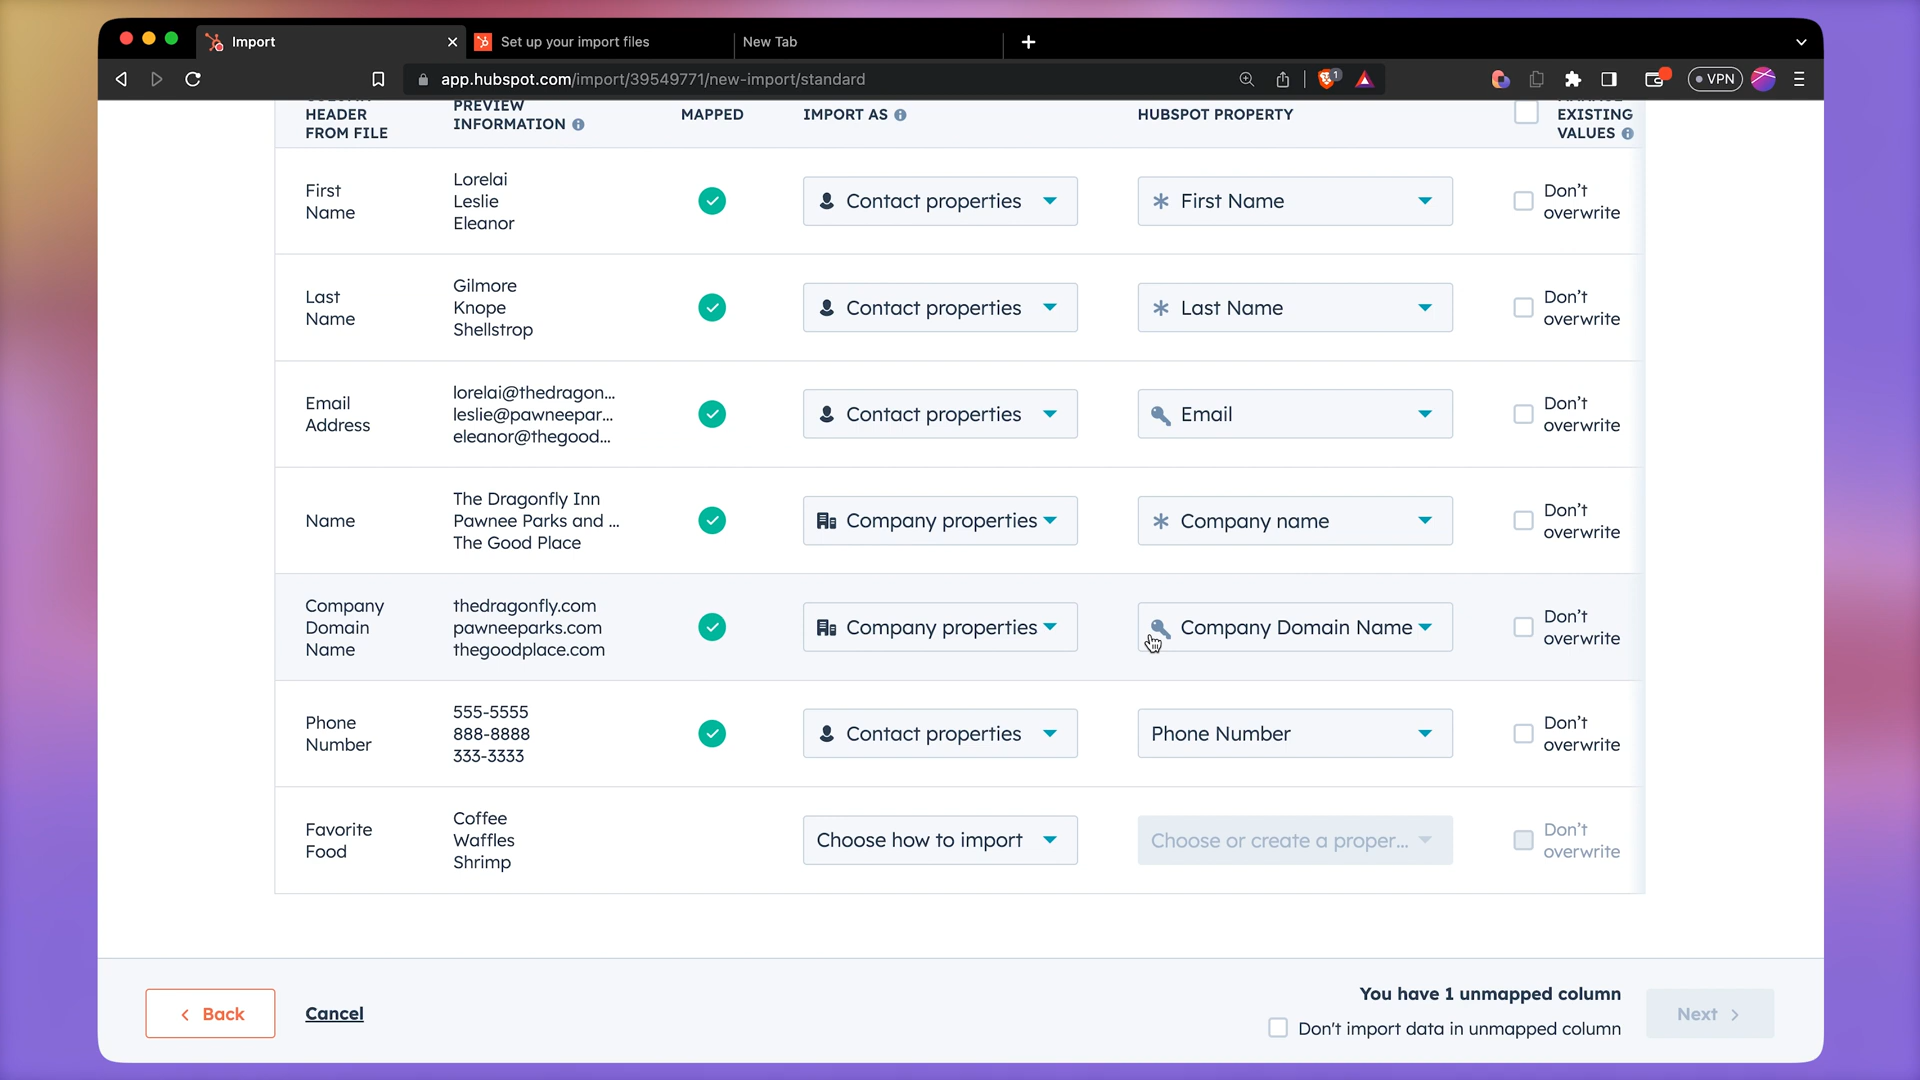 Import
Set up your import files
New Tab
app.hubspot.com/import/39549771/new-import/standard
1
VPN
HEADER
FROM FILE
PREVIEW
INFORMATION
MAPPED
IMPORT AS
HUBSPOT PROPERTY
EXISTING
VALUES
First
Name
Lorelai
Leslie
Eleanor
Contact properties
First Name
Don't
overwrite
Last
Name
Gilmore
Knope
Shellstrop
Contact properties
Last Name
Don't
overwrite
Email
Address
lorelai@thedragon...
leslie@pawneepar...
eleanor@thegood...
Contact properties
Email
Don't
overwrite
Name
The Dragonfly Inn
Pawnee Parks and ...
The Good Place
Company properties
Company name
Don't
overwrite
Company
Domain
Name
thedragonfly.com
pawneeparks.com
thegoodplace.com
Company properties
Company Domain Name
Don't
overwrite
Phone
Number
555-5555
888-8888
333-3333
Contact properties
Phone Number
Don't
overwrite
Favorite
Food
Coffee
Waffles
Shrimp
Choose how to import
Choose or create a proper...
Don't
overwrite
Back
Cancel
You have 1 unmapped column
Don't import data in unmapped column
Next